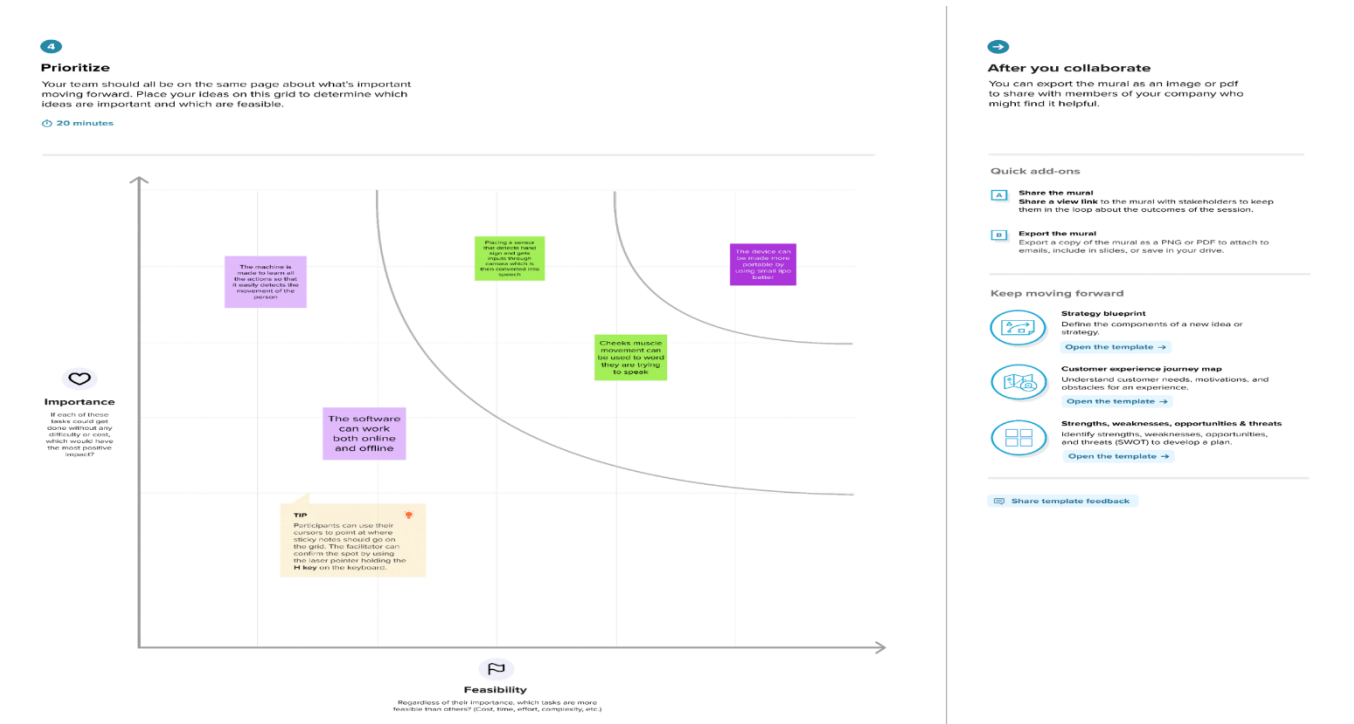 4
Prioritize
Your team should all be on the same page about what's important
moving forward. Place your ideas on this grid to determine which
ideas are important and which are feasible.
20 minutes
The machine is
made to learn all
the actions so that
it easily detects the
movement of the
person
Placing a sensor
that detects hand
sign and gets
inputs through
camera which is
then converted into
speech
The device can
be made more
portable by
using small lipo
batter
Cheeks muscle
movement can
be used to word
they are trying
to speak
The software
can work
both online
and offline
Importance
If each of these
tasks could get
done without any
difficulty or cost,
which would have
the most positive
impact?
TIP
Participants can use their
cursors to point at where
sticky notes should go on
the grid. The facilitator can
confirm the spot by using
the laser pointer holding the
H key on the keyboard.
Feasibility
Regardless of their importance, which tasks are more
feasible than others? (Cost, time, effort, complexity, etc.)
After you collaborate
You can export the mural as an image or pdf
to share with members of your company who
might find it helpful.
Quick add-ons
A
Share the mural
Share a view link to the mural with stakeholders to keep
them in the loop about the outcomes of the session.
B
Export the mural
Export a copy of the mural as a PNG or PDF to attach to
emails, include in slides, or save in your drive.
Keep moving forward
Strategy blueprint
Define the components of a new idea or
strategy.
Open the template →
Customer experience journey map
Understand customer needs, motivations, and
obstacles for an experience.
Open the template →
Strengths, weaknesses, opportunities & threats
Identify strengths, weaknesses, opportunities,
and threats (SWOT) to develop a plan.
Open the template →
Share template feedback